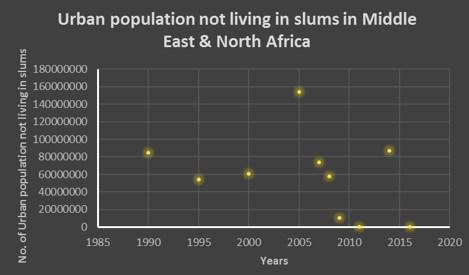 Urban population not living in slums in Middle
East & North Africa
No. of Urban population not living in slums
180000000
160000000
140000000
120000000
100000000
80000000
60000000
40000000
20000000
0
1985 1990 1995 2000 2005 2010 2015 2020
Years